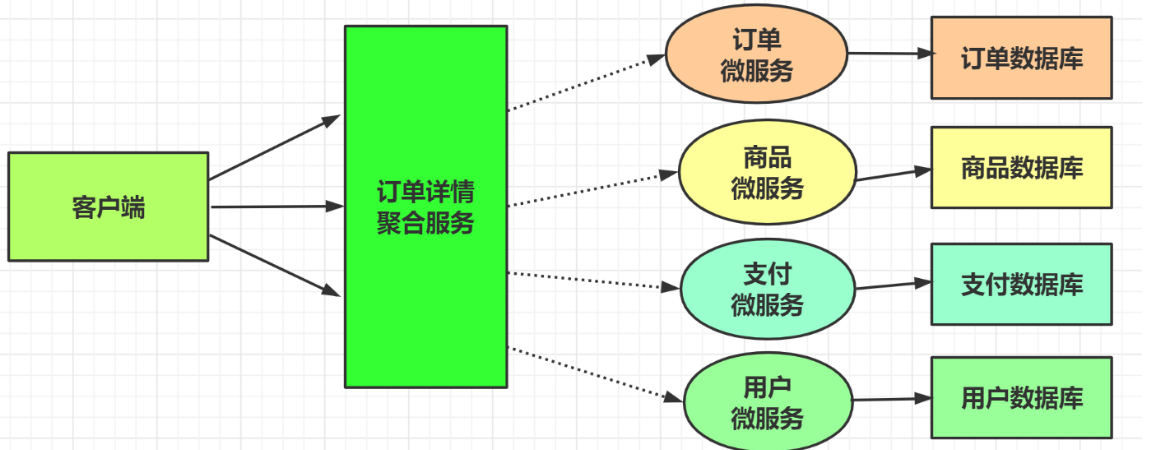 客户端
订单详情
聚合服务
订单
微服务
订单数据库
商品
微服务
商品数据库
支付
微服务
支付数据库
用户
微服务
用户数据库